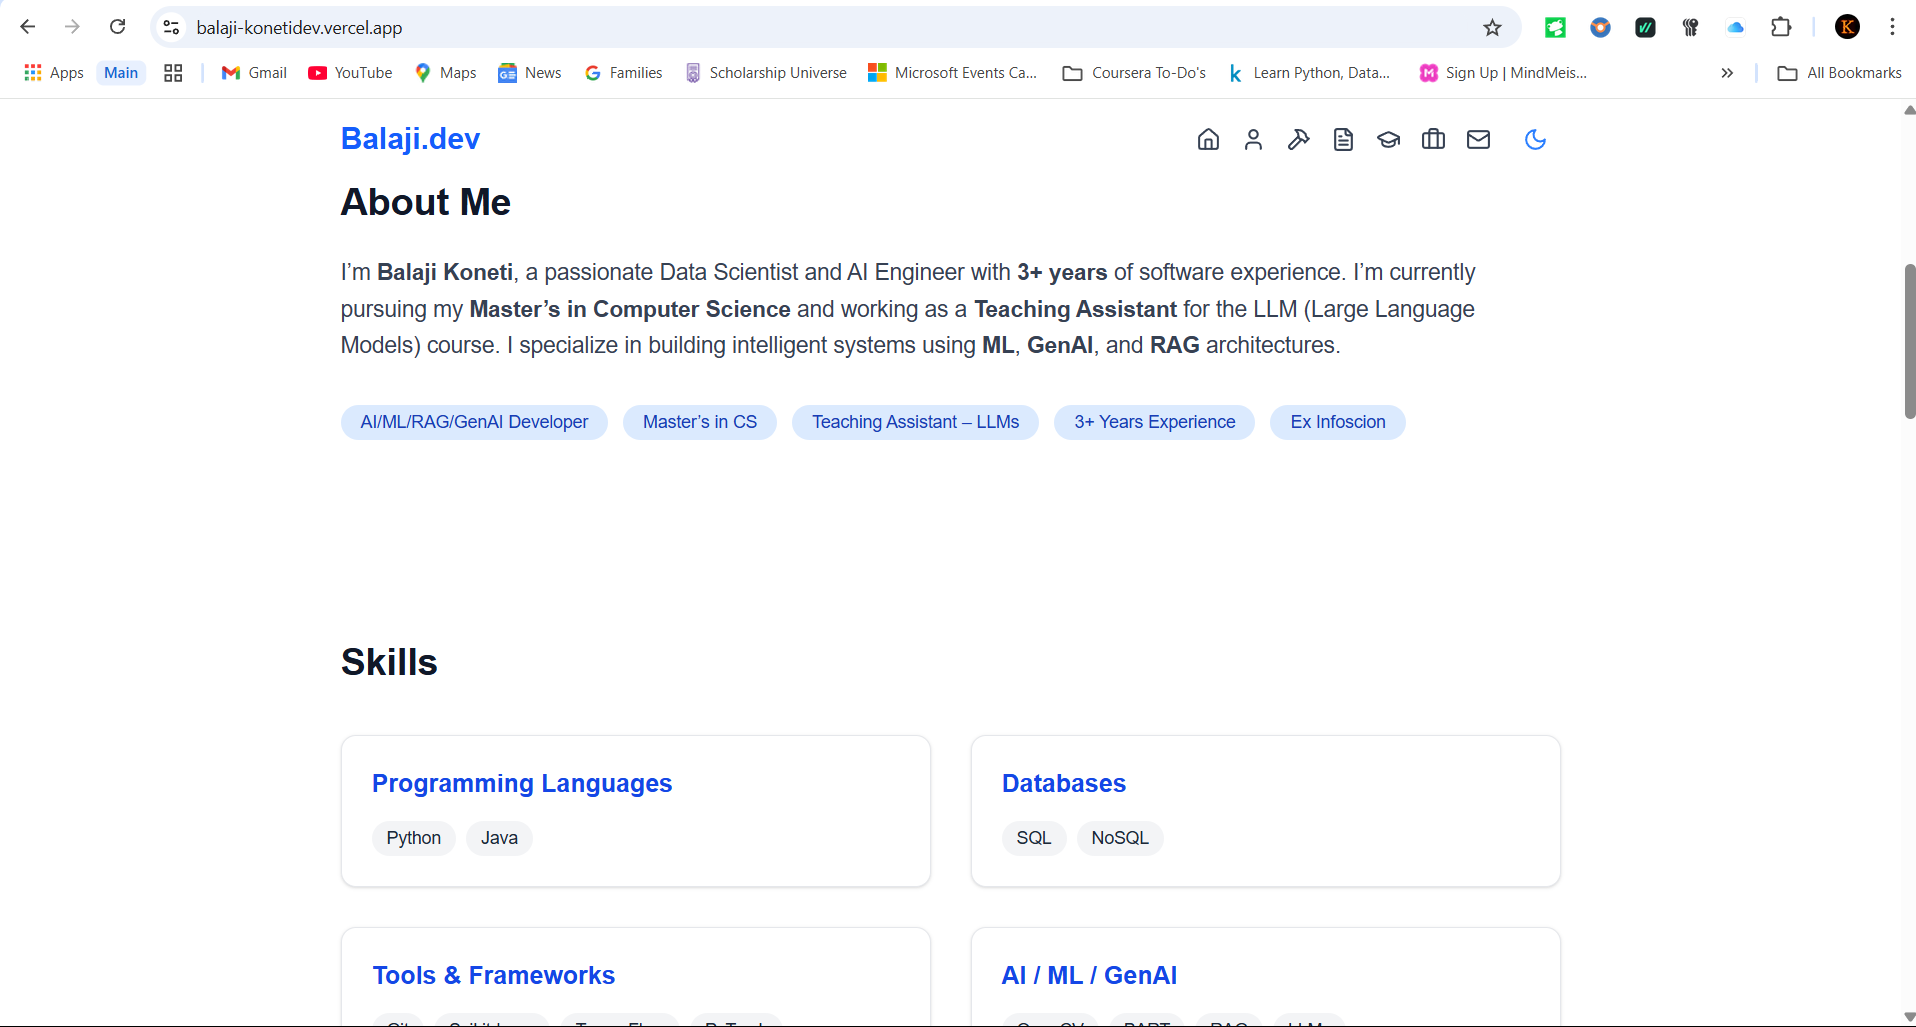 balaji-konetidev.vercel.app
K
Apps Main Gmail YouTube Maps News Families Scholarship Universe Microsoft Events Ca... Coursera To-Do's Learn Python, Data... Sign Up | MindMeis... All Bookmarks
Balaji.dev
About Me
I’m Balaji Koneti, a passionate Data Scientist and AI Engineer with 3+ years of software experience. I’m currently
pursuing my Master’s in Computer Science and working as a Teaching Assistant for the LLM (Large Language
Models) course. I specialize in building intelligent systems using ML, GenAI, and RAG architectures.
AI/ML/RAG/GenAI Developer Master’s in CS Teaching Assistant – LLMs 3+ Years Experience Ex Infoscion
Skills
Programming Languages Databases
Python Java SQL NoSQL
Tools & Frameworks AI / ML / GenAI